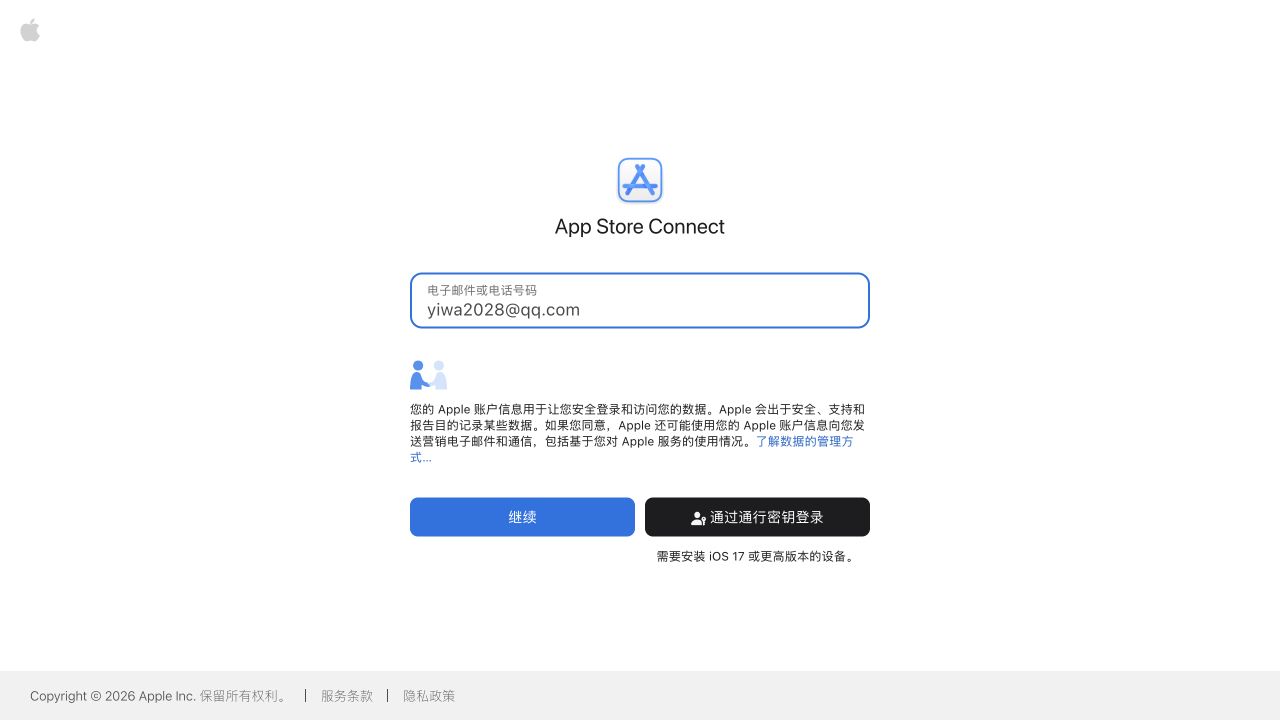 App Store Connect
电子邮件或电话号码
yiwa2028@qq.com
您的 Apple 账户信息用于让您安全登录和访问您的数据。Apple 会出于安全、支持和
报告目的记录某些数据。如果您同意，Apple 还可能使用您的 Apple 账户信息向您发
送营销电子邮件和通信，包括基于您对 Apple 服务的使用情况。了解数据的管理方
式...
继续
通过通行密钥登录
需要安装 iOS 17 或更高版本的设备。
Copyright © 2026 Apple Inc. 保留所有权利。 | 服务条款 | 隐私政策